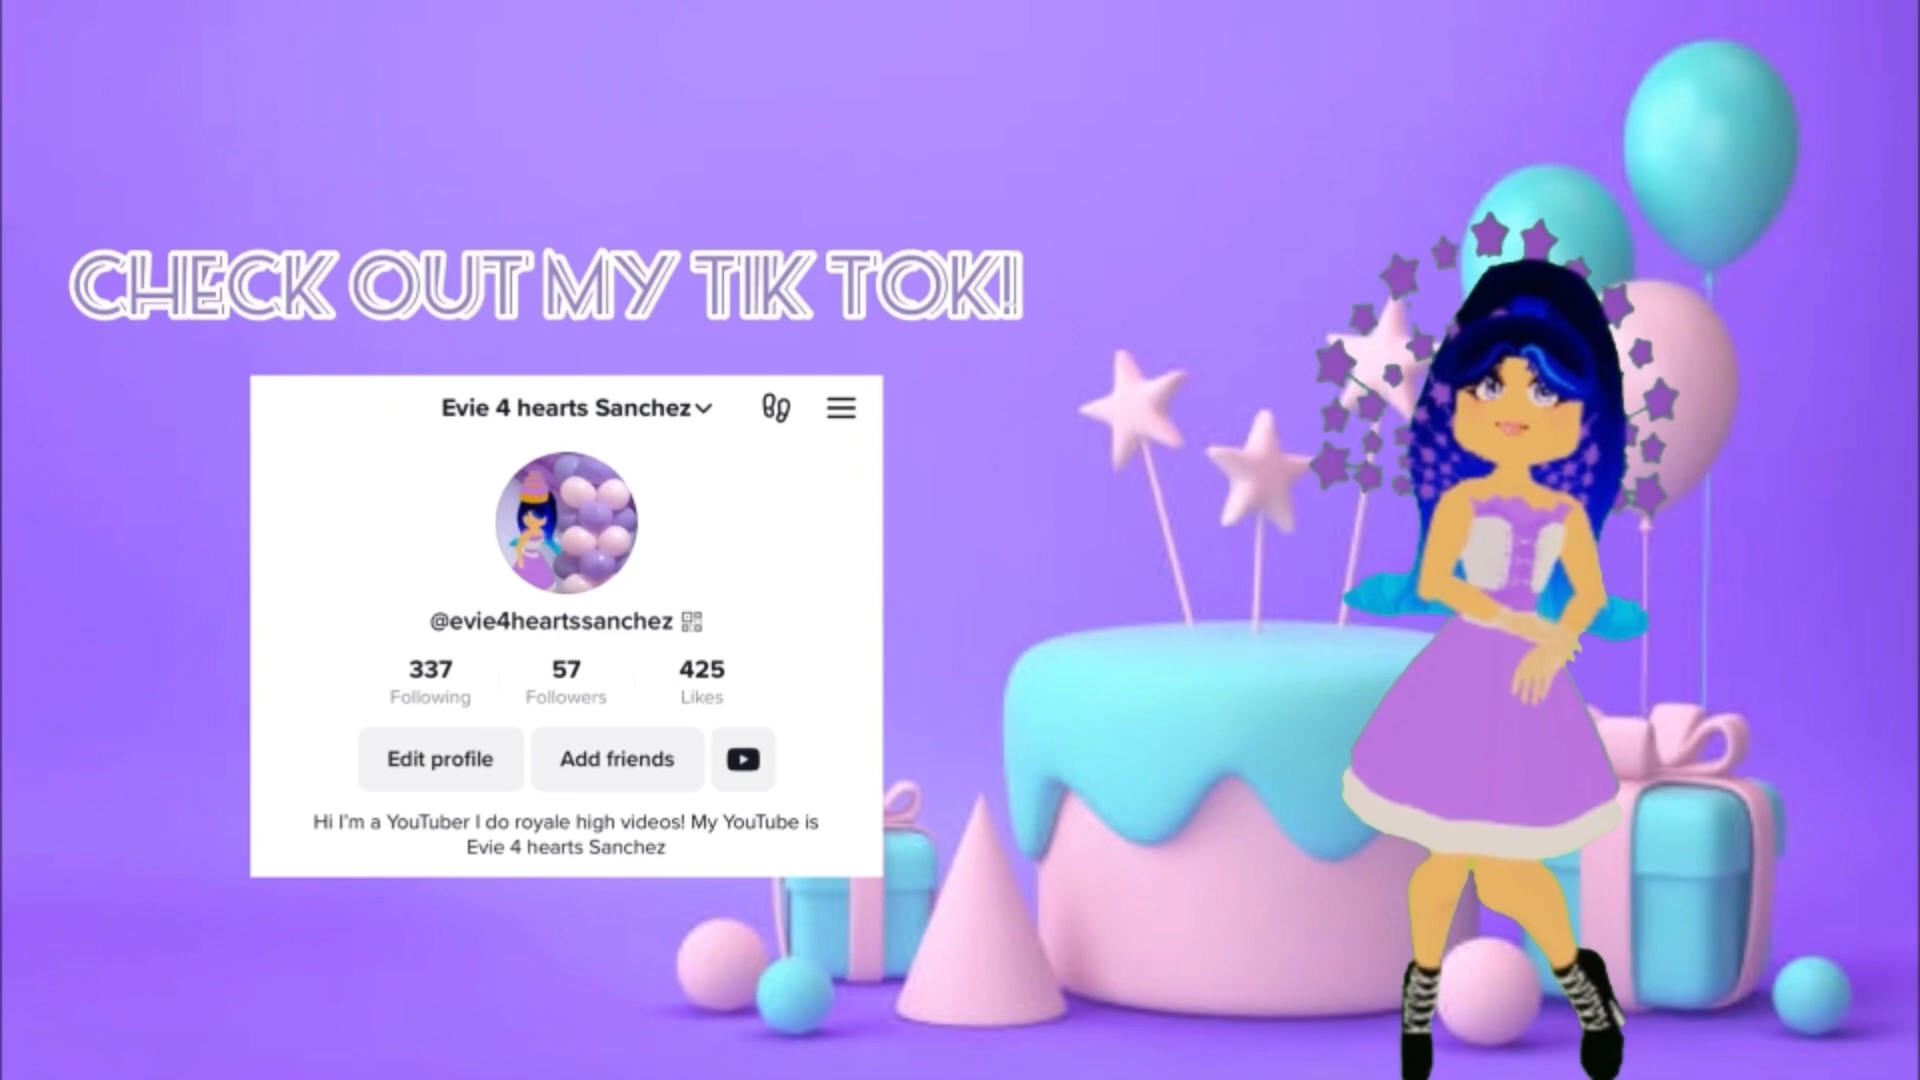 CHECK OUT MY TIK TOK!
Evie 4 hearts Sanchez
@evie4heartssanchez
337 57 425
Following Followers Likes
Edit profile Add friends
Hi I'm a YouTuber I do royale high videos! My YouTube is
Evie 4 hearts Sanchez